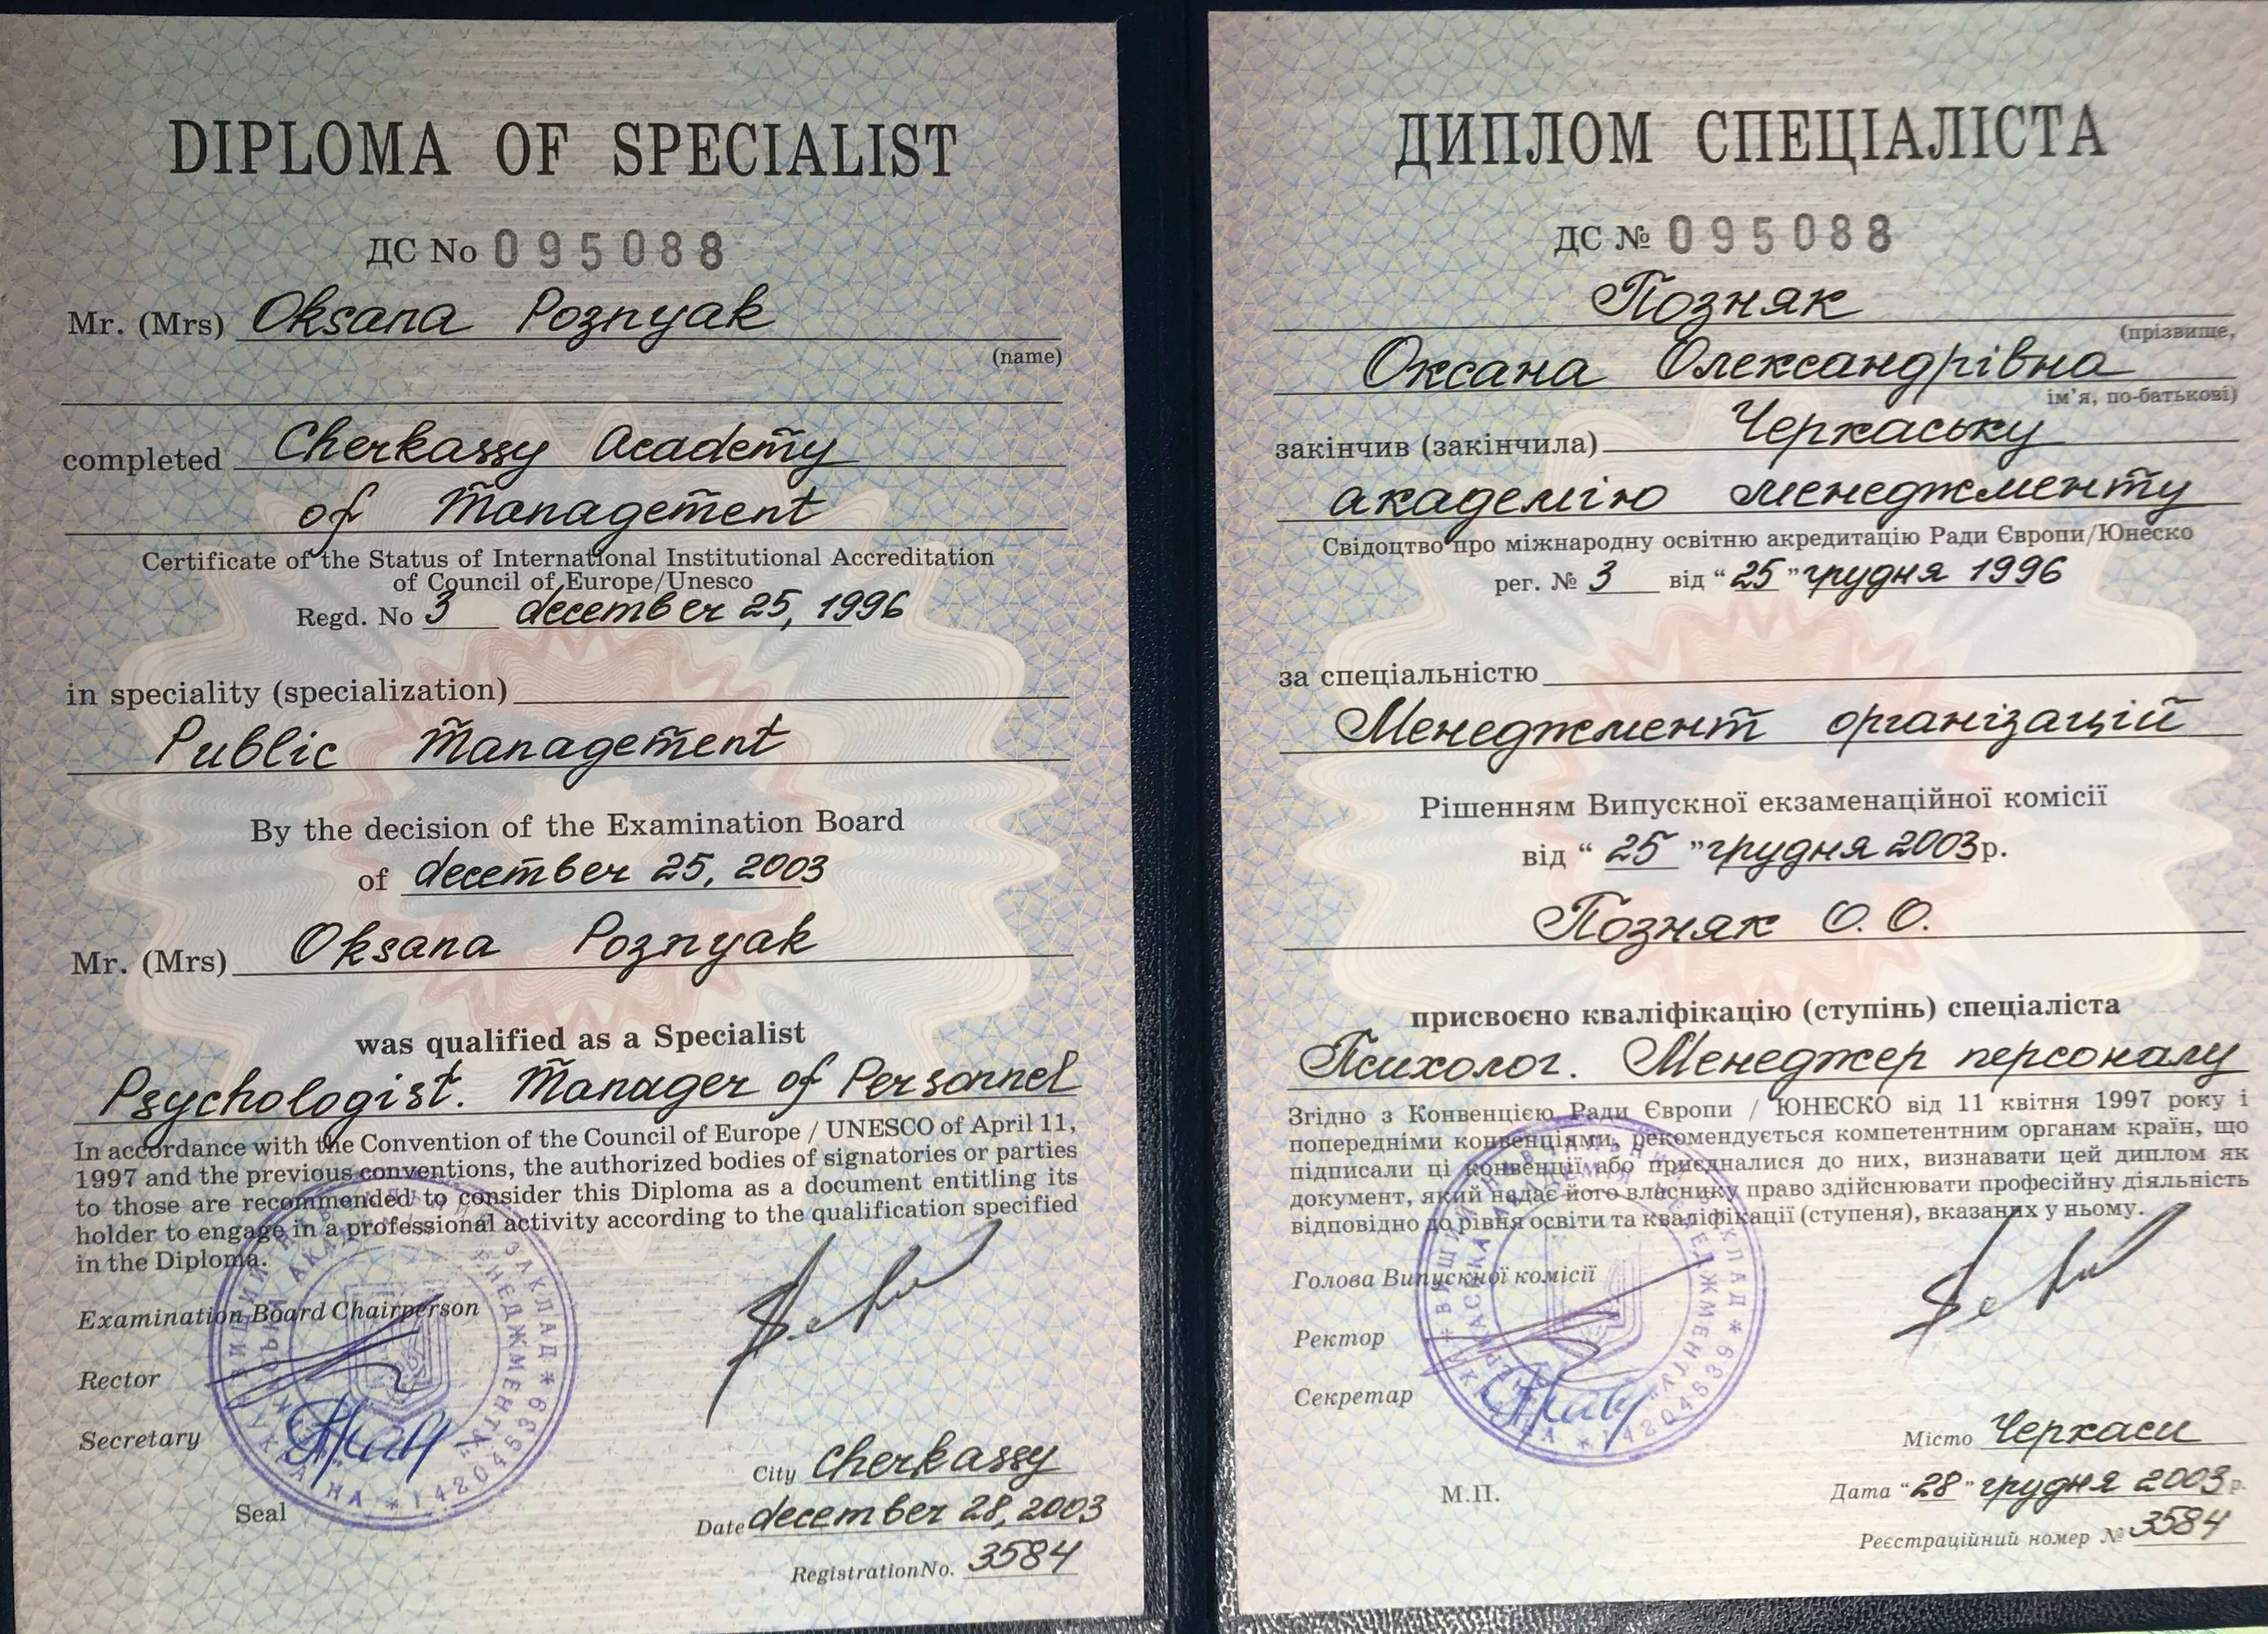 DIPLOMA OF SPECIALIST
ДС No 095088
Mr. (Mrs) Oksana Poznyak
(name)
completed Cherkassy Academy
of Management
Certificate of the Status of International Institutional Accreditation
of Council of Europe/Unesco
Regd. No 3 december 25, 1996
in speciality (specialization)
Public Management
By the decision of the Examination Board
of december 25, 2003
Mr. (Mrs) Oksana Poznyak
was qualified as a Specialist
Psychologist. Manager of Personnel
In accordance with the Convention of the Council of Europe / UNESCO of April 11,
1997 and the previous conventions, the authorized bodies of signatories or parties
to those are recommended to consider this Diploma as a document entitling its
holder to engage in a professional activity according to the qualification specified
in the Diploma.
Examination Board Chairperson
Rector
Secretary
Seal
City Cherkassy
Date december 28, 2003
Registration No. 3584
ДИПЛОМ СПЕЦІАЛІСТА
ДС № 095088
Позняк
(прізвище,
Оксана Олександрівна
ім'я, по-батькові)
закінчив (закінчила) Черкаську
академію менеджменту
Свідоцтво про міжнародну освітню акредитацію Ради Європи/Юнеско
рег. № 3 від “25” грудня 1996
за спеціальністю
Менеджмент організацій
Рішенням Випускної екзаменаційної комісії
від “25” грудня 2003р.
Позняк О. О.
присвоєно кваліфікацію (ступінь) спеціаліста
Психолог. Менеджер персоналу
Згідно з Конвенцією Ради Європи / ЮНЕСКО від 11 квітня 1997 року і
попередніми конвенціями, рекомендується компетентним органам країн, що
підписали ці конвенції або приєдналися до них, визнавати цей диплом як
документ, який надає його власнику право здійснювати професійну діяльність
відповідно до рівня освіти та кваліфікації (ступеня), вказаних у ньому.
Голова Випускної комісії
Ректор
Секретар
М.П.
Місто Черкаси
Дата “28” грудня 2003 р.
Реєстраційний номер № 3584
ЗАКЛАД * 14204539 * УКРАЇНА
МЕНЕДЖМЕНТУ"
ВИЩИЙ НАВЧАЛЬНИЙ ЗАКЛАД * 14204539 *
МЕНЕДЖМЕНТУ"